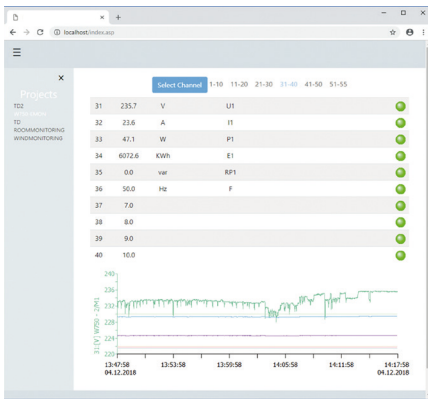 localhost/index.asp
Projects
TD2
TD
ROOMMONITORING
WINDMONITORING
Select Channel 1-10 11-20 21-30 31-40 41-50 51-55
31 235.7 V U1
32 23.6 A I1
33 47.1 W P1
34 6072.6 KWh E1
35 0.0 var RP1
36 50.0 Hz F
37 7.0
38 8.0
39 9.0
40 10.0
240
236
232
228
224
220
13:47:58 13:53:58 13:59:58 14:05:58 14:11:58 14:17:58
04.12.2018 04.12.2018